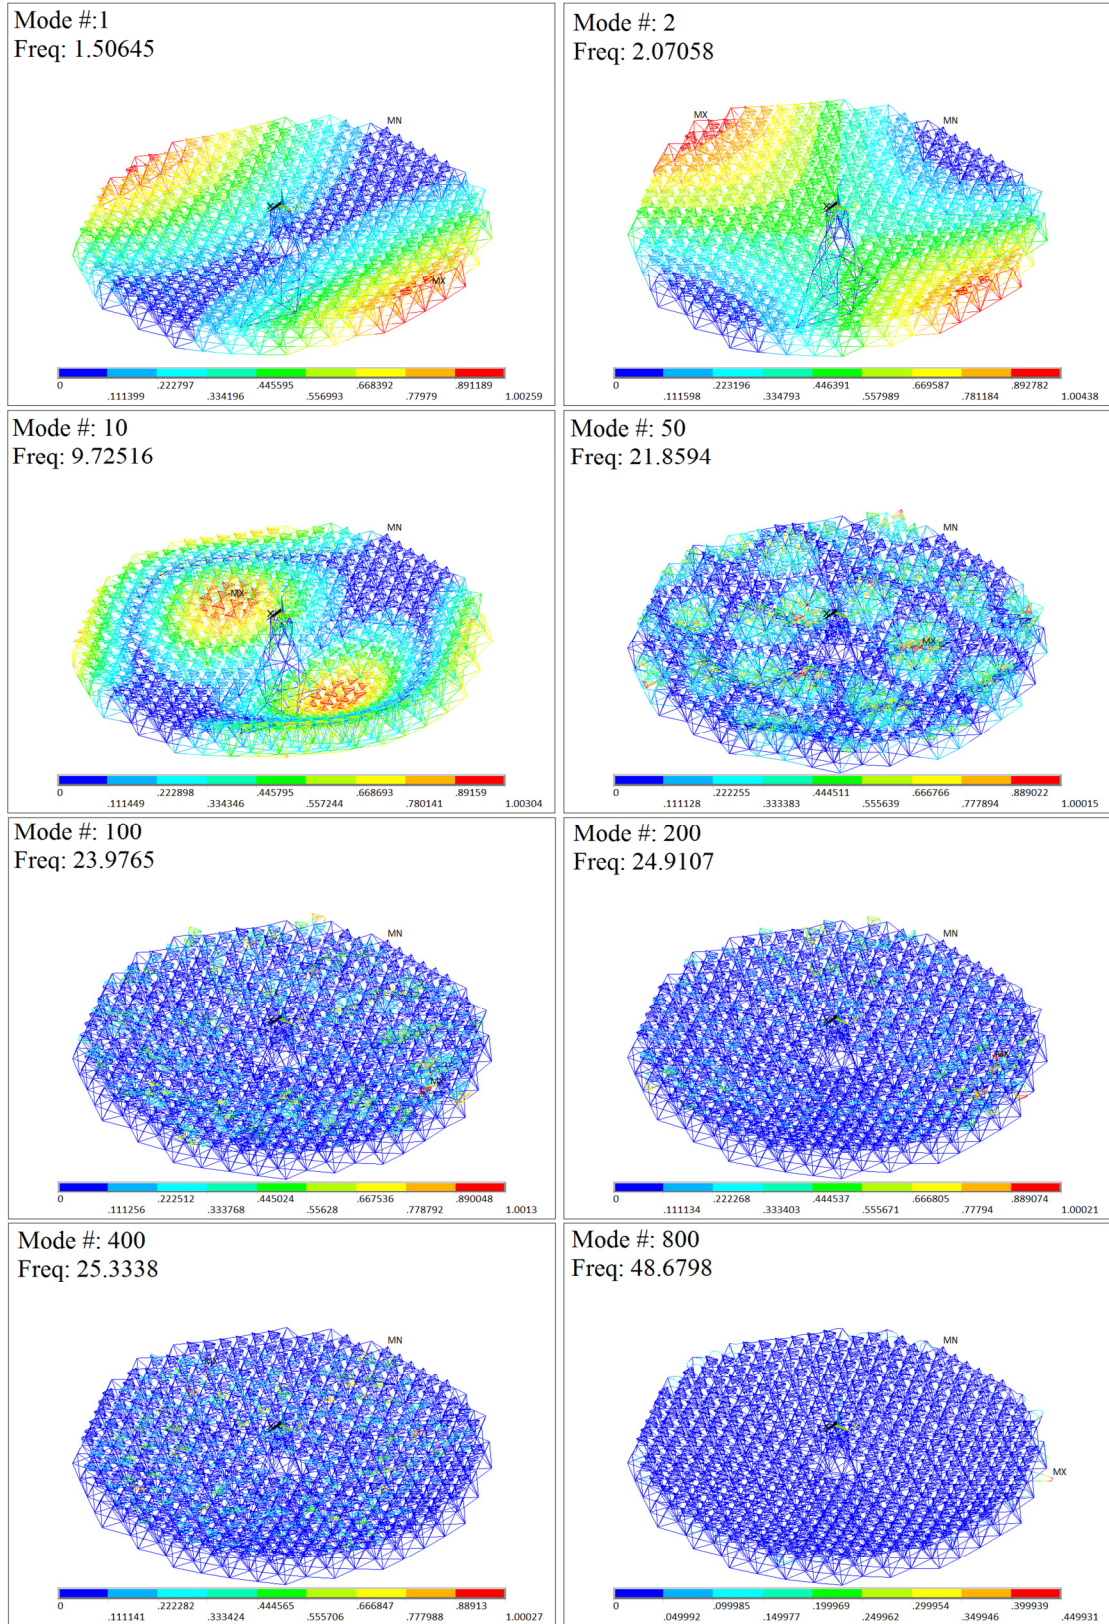 Mode #:1
Freq: 1.50645
MN
X
MX
0 .222797 .445595 .668392 .891189
.111399 .334196 .556993 .77979 1.00259
Mode #: 2
Freq: 2.07058
MX
MN
X
0 .223196 .446391 .669587 .892782
.111598 .334793 .557989 .781184 1.00438
Mode #: 10
Freq: 9.72516
MN
MX
X
0 .222898 .445795 .668693 .89159
.111449 .334346 .557244 .780141 1.00304
Mode #: 50
Freq: 21.8594
MN
X
MX
0 .222255 .444511 .666766 .889022
.111128 .333383 .555639 .777894 1.00015
Mode #: 100
Freq: 23.9765
MN
X
MX
0 .222512 .445024 .667536 .890048
.111256 .333768 .55628 .778792 1.0013
Mode #: 200
Freq: 24.9107
MN
X
MX
0 .222268 .444537 .666805 .889074
.111134 .333403 .555671 .77794 1.00021
Mode #: 400
Freq: 25.3338
MN
MX
X
0 .222282 .444565 .666847 .88913
.111141 .333424 .555706 .777988 1.00027
Mode #: 800
Freq: 48.6798
MN
X
MX
0 .099985 .199969 .299954 .399939
.049992 .149977 .249962 .349946 .449931